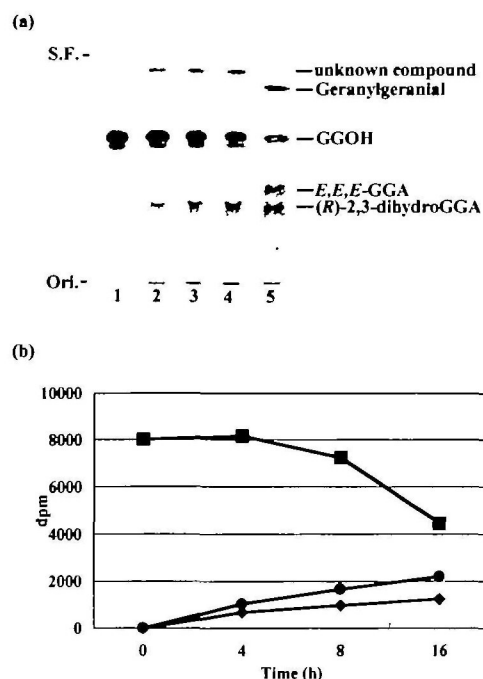 (a)
S.F. -
unknown compound
Geranylgeranial
GGOH
E,E,E-GGA
(R)-2,3-dihydroGGA
Ori.-
1 2 3 4 5
(b)
10000
8000
6000
4000
2000
0
dpm
0 4 8 16
Time (h)